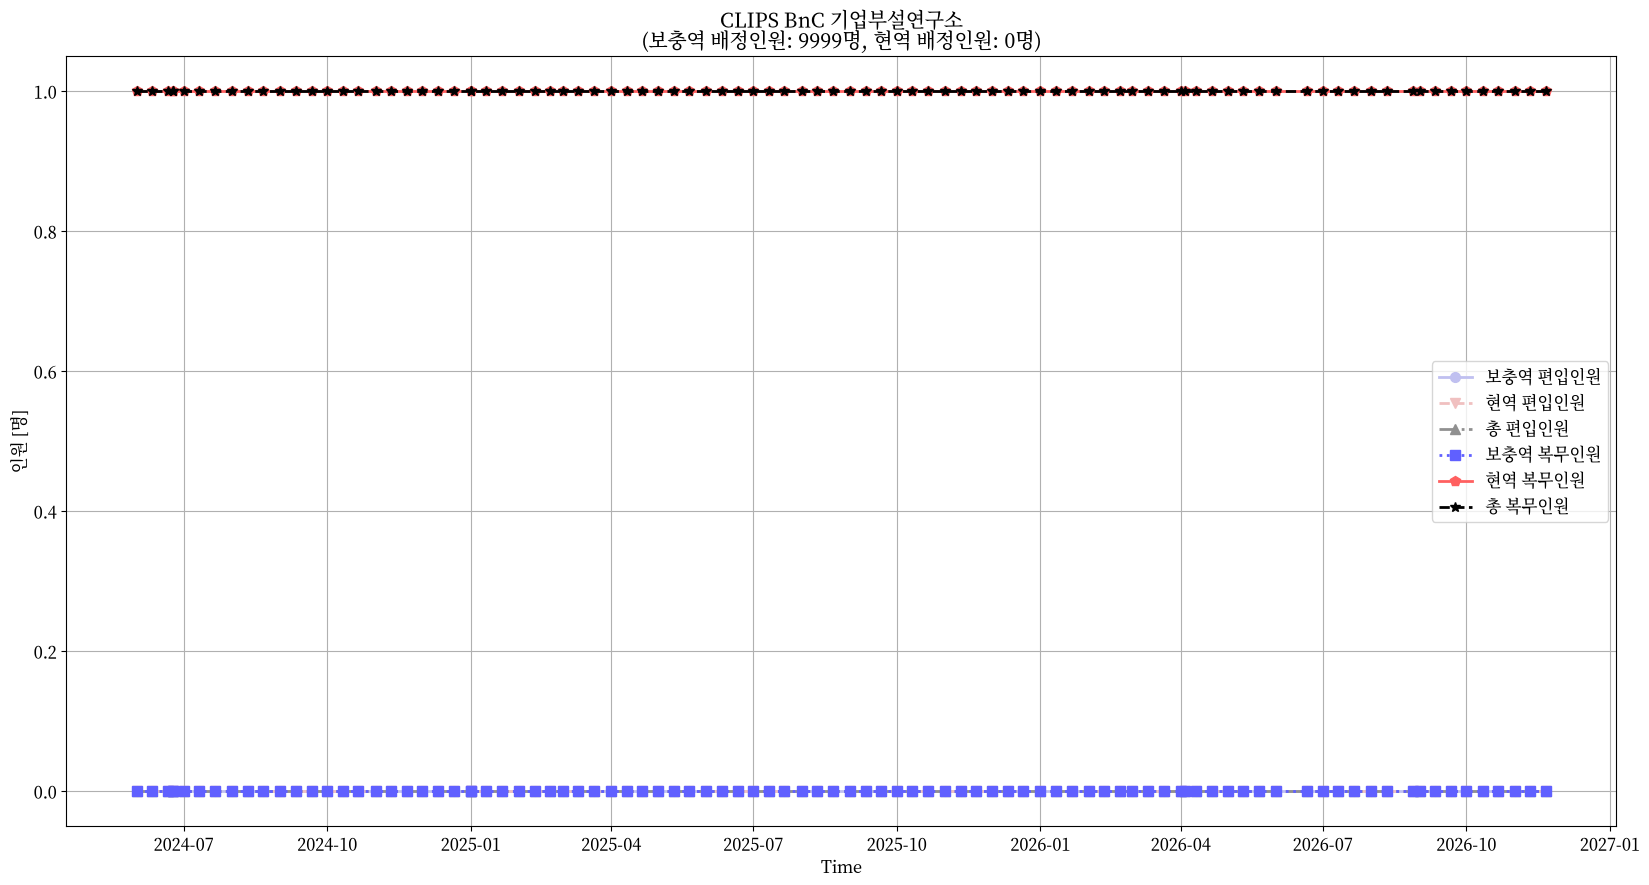 CLIPS BnC 기업부설연구소
(보충역 배정인원: 9999명, 현역 배정인원: 0명)
인원 [명]
1.0
0.8
0.6
0.4
0.2
0.0
보충역 편입인원
현역 편입인원
총 편입인원
보충역 복무인원
현역 복무인원
총 복무인원
2024-07 2024-10 2025-01 2025-04 2025-07 2025-10 2026-01 2026-04 2026-07 2026-10 2027-01
Time